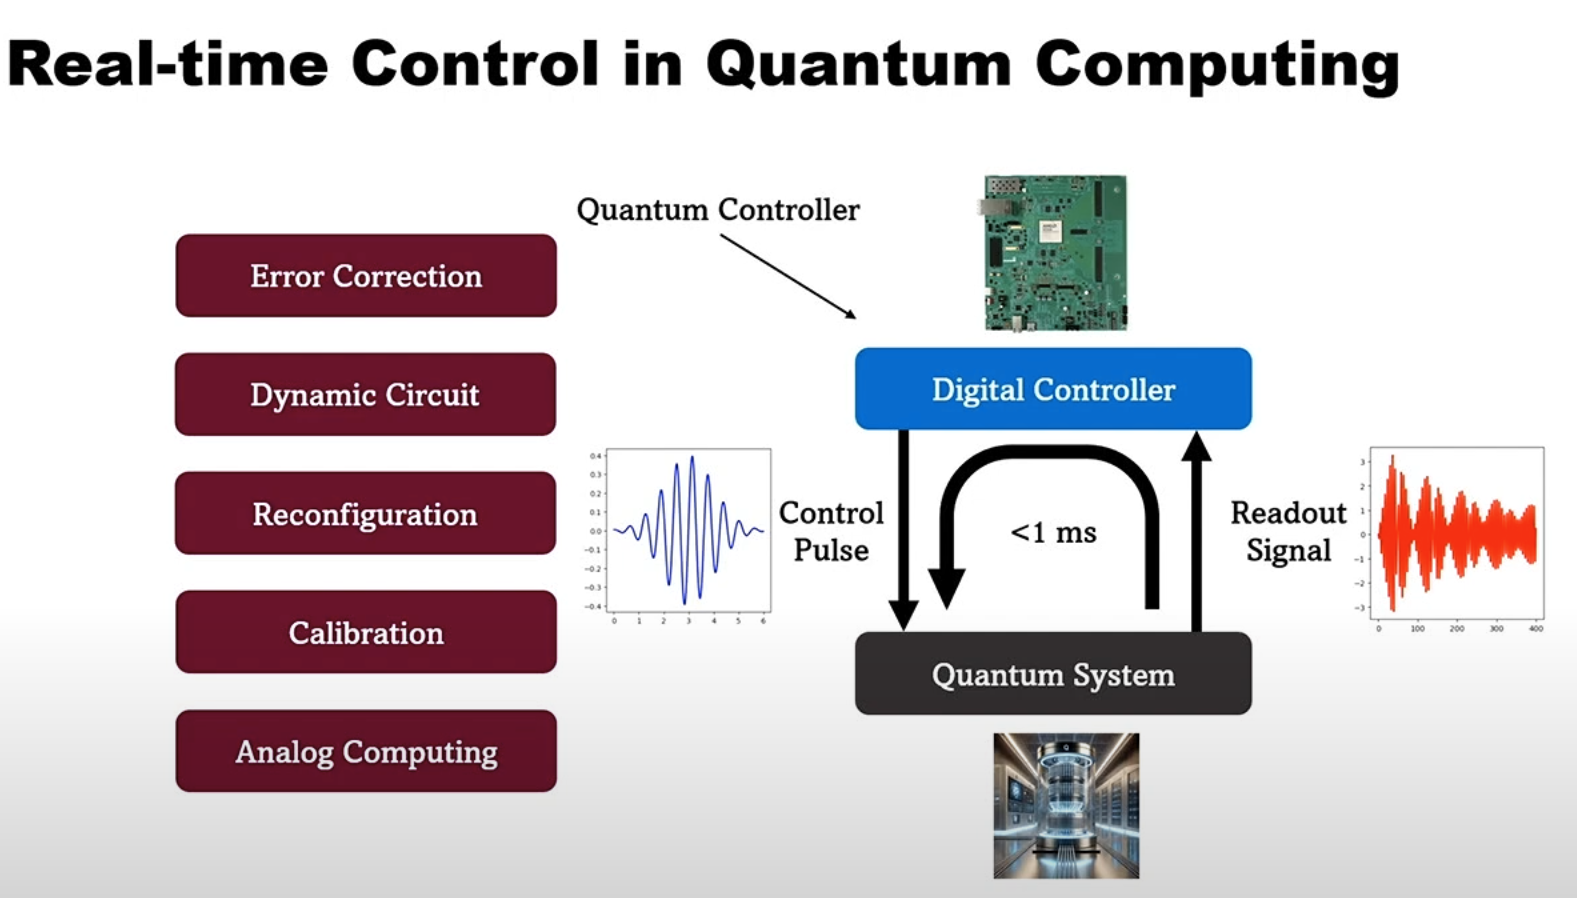 Real-time Control in Quantum Computing
Quantum Controller
Error Correction
Dynamic Circuit
Reconfiguration
Calibration
Analog Computing
Digital Controller
0.4
0.3
0.2
0.1
0.0
−0.1
−0.2
−0.3
−0.4
0 1 2 3 4 5 6
Control
Pulse
<1 ms
Readout
Signal
3
2
1
0
−1
−2
−3
0 100 200 300 400
Quantum System